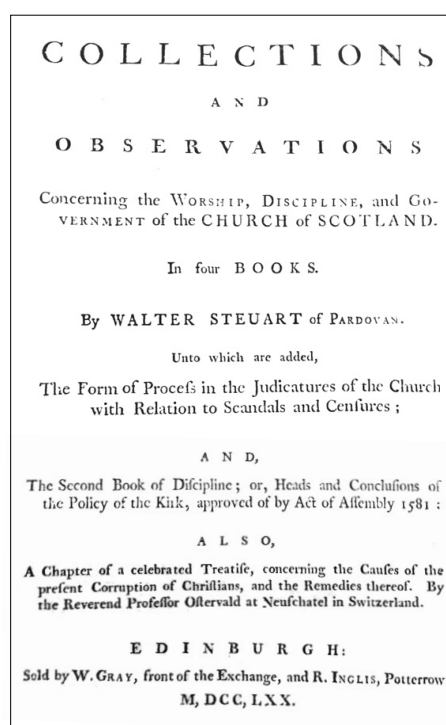 COLLECTIONS
AND
OBSERVATIONS
Concerning the WORSHIP, DISCIPLINE, and Go-
VERNMENT of the CHURCH of SCOTLAND.
In four BOOKS.
By WALTER STEUART of PARDOVAN.
Unto which are added,
The Form of Proceſs in the Judicatures of the Church
with Relation to Scandals and Cenſures;
AND,
The Second Book of Diſcipline; or, Heads and Concluſions of
the Policy of the Kirk, approved of by Act of Aſſembly 1581:
ALSO,
A Chapter of a celebrated Treatiſe, concerning the Cauſes of the
preſent Corruption of Chriſtians, and the Remedies thereof. By
the Reverend Profeſſor Oſtervald at Neufchatel in Switzerland.
EDINBURGH:
Sold by W. GRAY, front of the Exchange, and R. INGLIS, Potterrow
M, DCC, LXX.